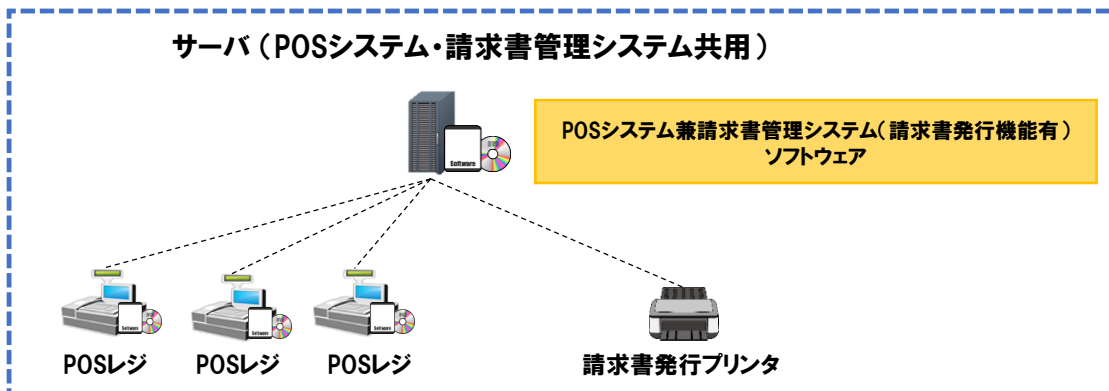 サーバ（POSシステム・請求書管理システム共用）
POSシステム兼請求書管理システム（請求書発行機能有）
ソフトウェア
Software
Software
Software
Software
POSレジ
POSレジ
POSレジ
請求書発行プリンタ